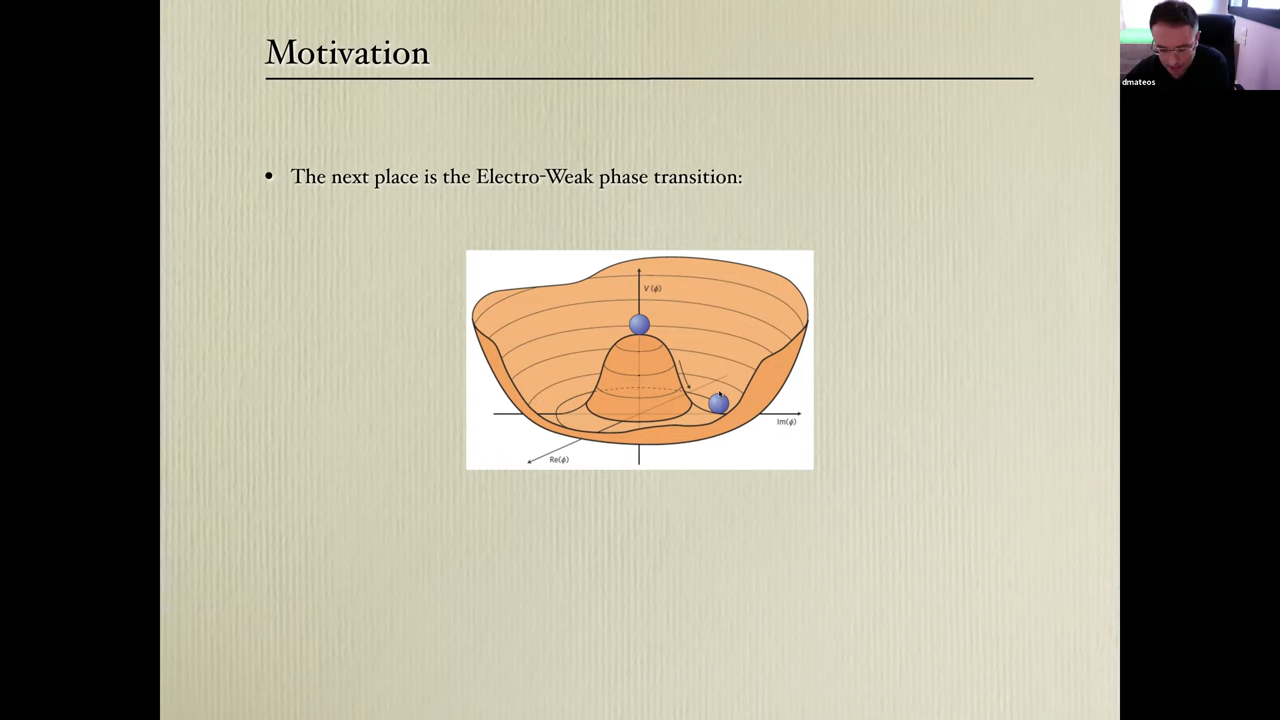 Motivation
dmateos
• The next place is the Electro-Weak phase transition:
V (ϕ)
Im(ϕ)
Re(ϕ)